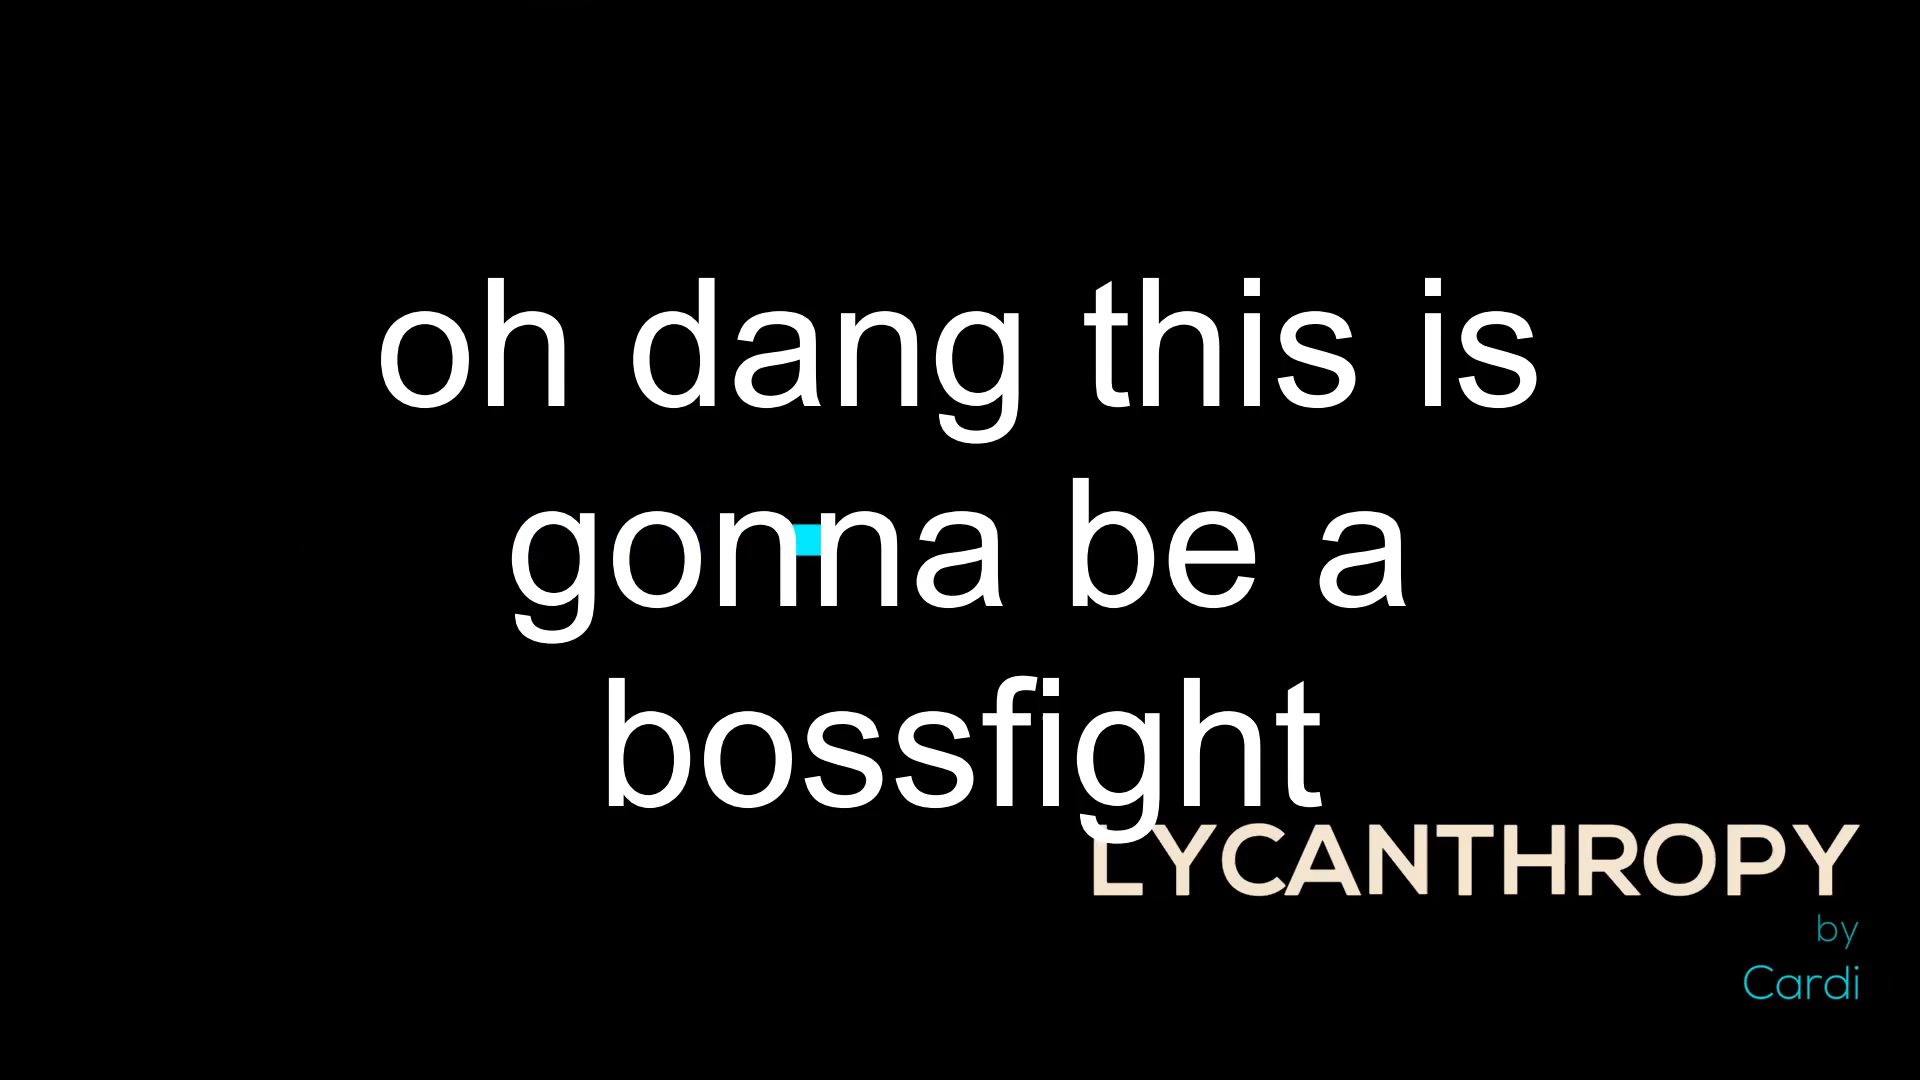 oh dang this is
gonna be a
bossfight
LYCANTHROPY
by
Cardi